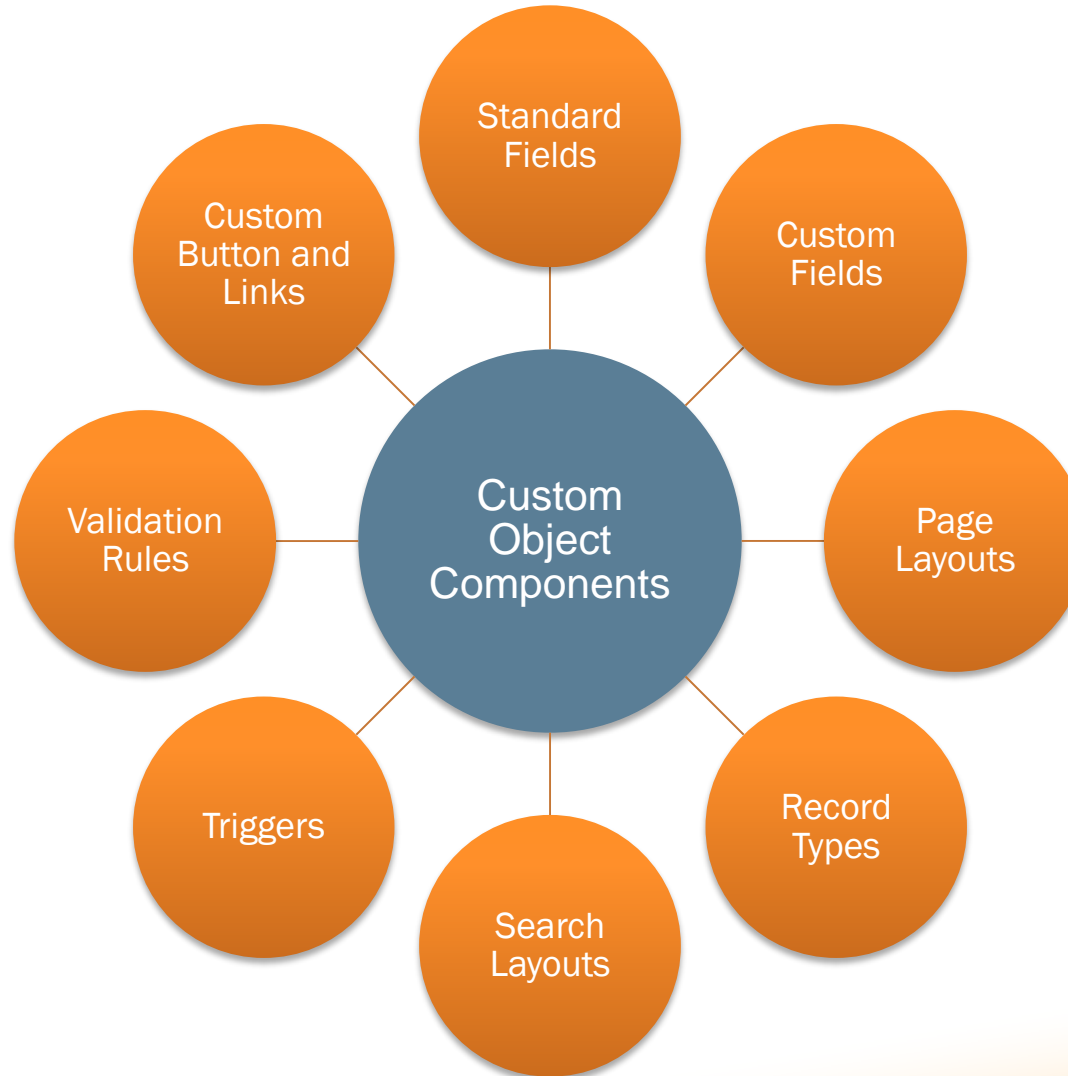 Standard
Fields
Custom
Fields
Page
Layouts
Record
Types
Search
Layouts
Triggers
Validation
Rules
Custom
Button and
Links
Custom
Object
Components